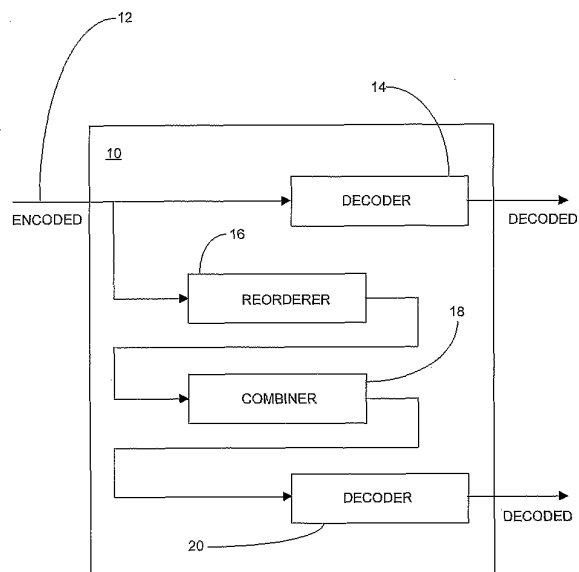 12
14
10
DECODER
ENCODED
DECODED
16
REORDERER
18
COMBINER
DECODER
DECODED
20